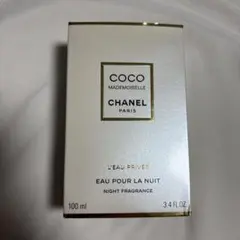 COCO
MADEMOISELLE
CHANEL
PARIS
L'EAU PRIVÉE
EAU POUR LA NUIT
NIGHT FRAGRANCE
100 ml 3.4 FL.OZ